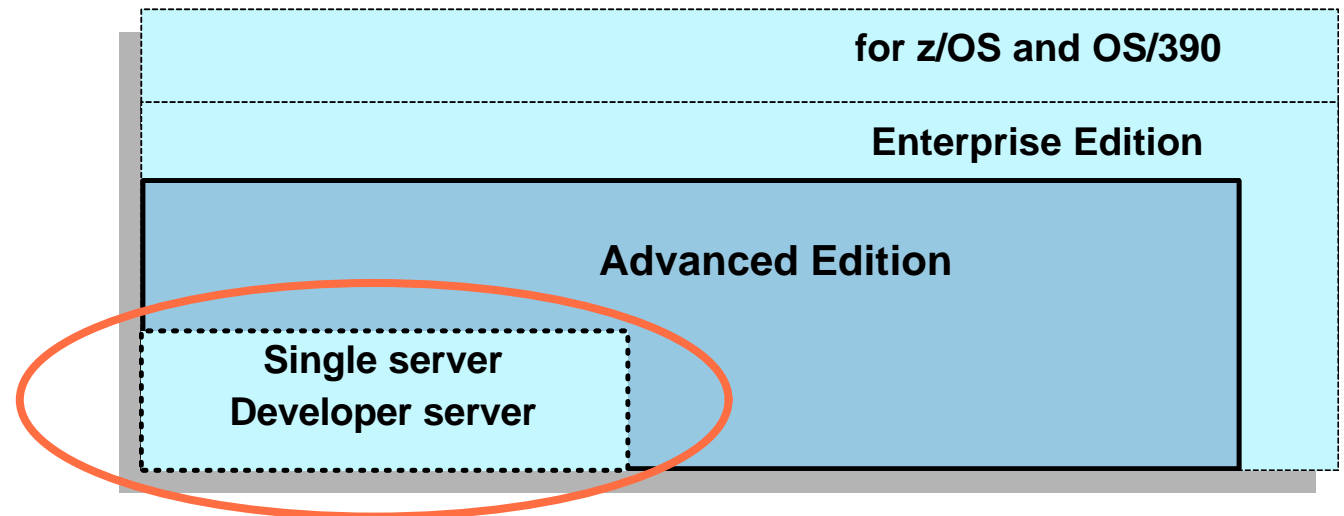 for z/OS and OS/390
Enterprise Edition
Advanced Edition
Single server
Developer server